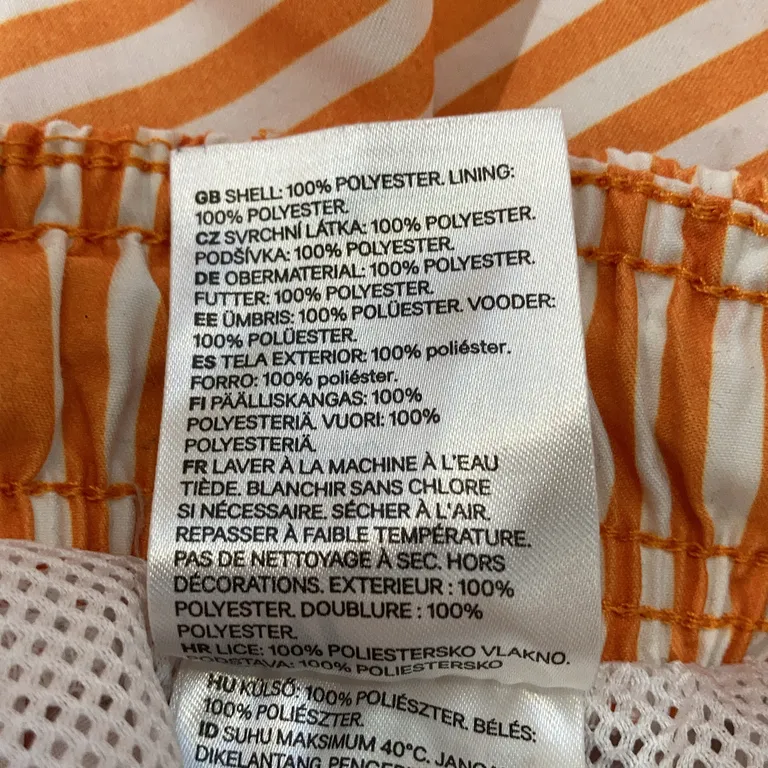 GB SHELL: 100% POLYESTER. LINING:
100% POLYESTER.
CZ SVRCHNÍ LÁTKA: 100% POLYESTER.
PODŠÍVKA: 100% POLYESTER.
DE OBERMATERIAL: 100% POLYESTER.
FUTTER: 100% POLYESTER.
EE ÜMBRIS: 100% POLÜESTER. VOODER:
100% POLÜESTER.
ES TELA EXTERIOR: 100% poliéster.
FORRO: 100% poliéster.
FI PÄÄLLISKANGAS: 100%
POLYESTERIÄ. VUORI: 100%
POLYESTERIÄ
FR LAVER À LA MACHINE À L'EAU
TIÈDE. BLANCHIR SANS CHLORE
SI NÉCESSAIRE. SÉCHER À L'AIR.
REPASSER À FAIBLE TEMPÉRATURE.
PAS DE NETTOYAGE À SEC. HORS
DÉCORATIONS. EXTERIEUR : 100%
POLYESTER. DOUBLURE : 100%
POLYESTER.
HR LICE: 100% POLIESTERSKO VLAKNO.
PODSTAVA: 100% POLIESTERSKO
HU KÜLSŐ: 100% POLIÉSZTER. BÉLÉS:
100% POLIÉSZTER.
ID SUHU MAKSIMUM 40°C.
DIKELANTANG